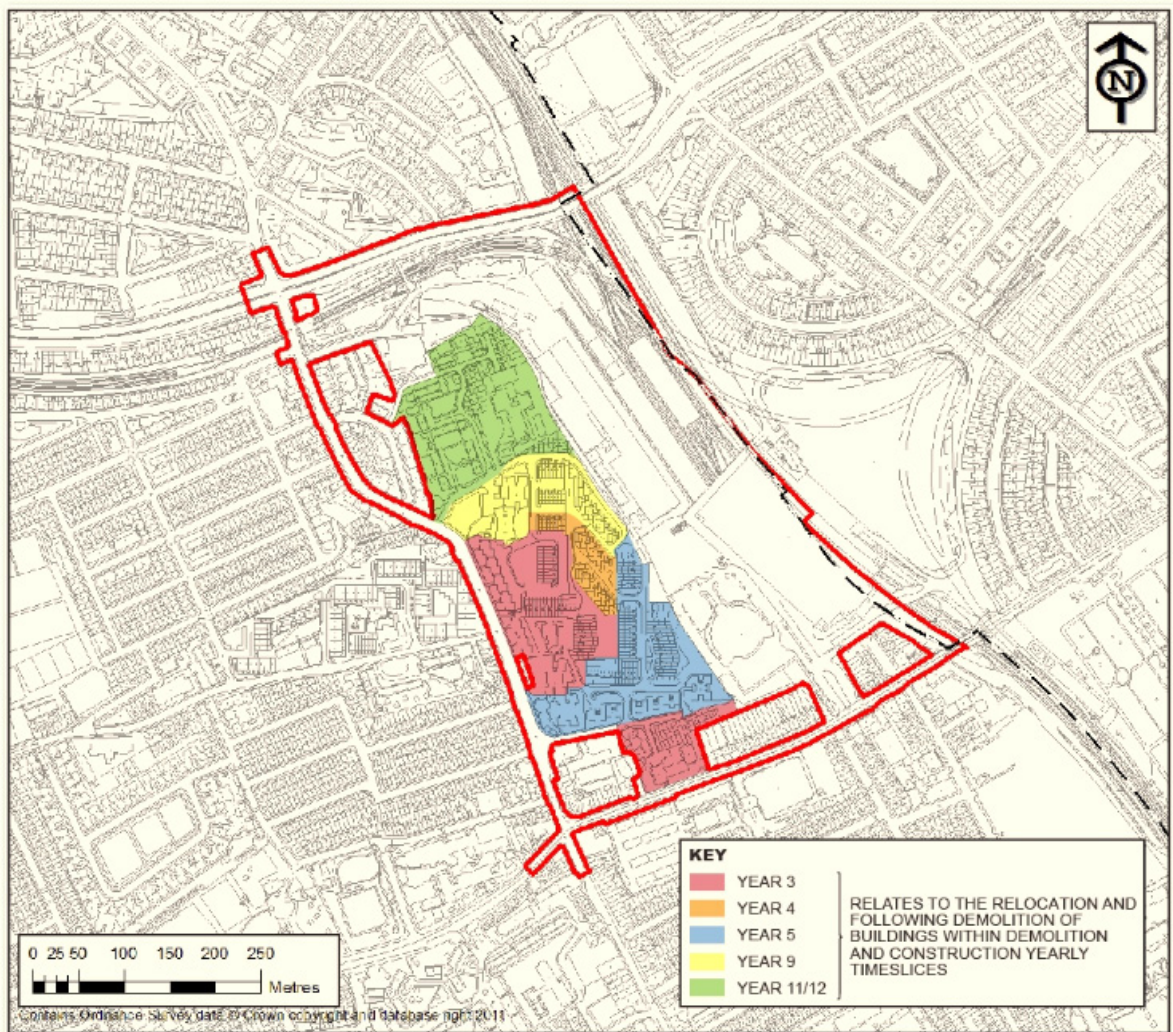 N
KEY
YEAR 3
YEAR 4
YEAR 5
YEAR 9
YEAR 11/12
RELATES TO THE RELOCATION AND
FOLLOWING DEMOLITION OF
BUILDINGS WITHIN DEMOLITION
AND CONSTRUCTION YEARLY
TIMESLICES
0 25 50 100 150 200 250
Metres
Contains Ordnance Survey data © Crown copyright and database right 2011